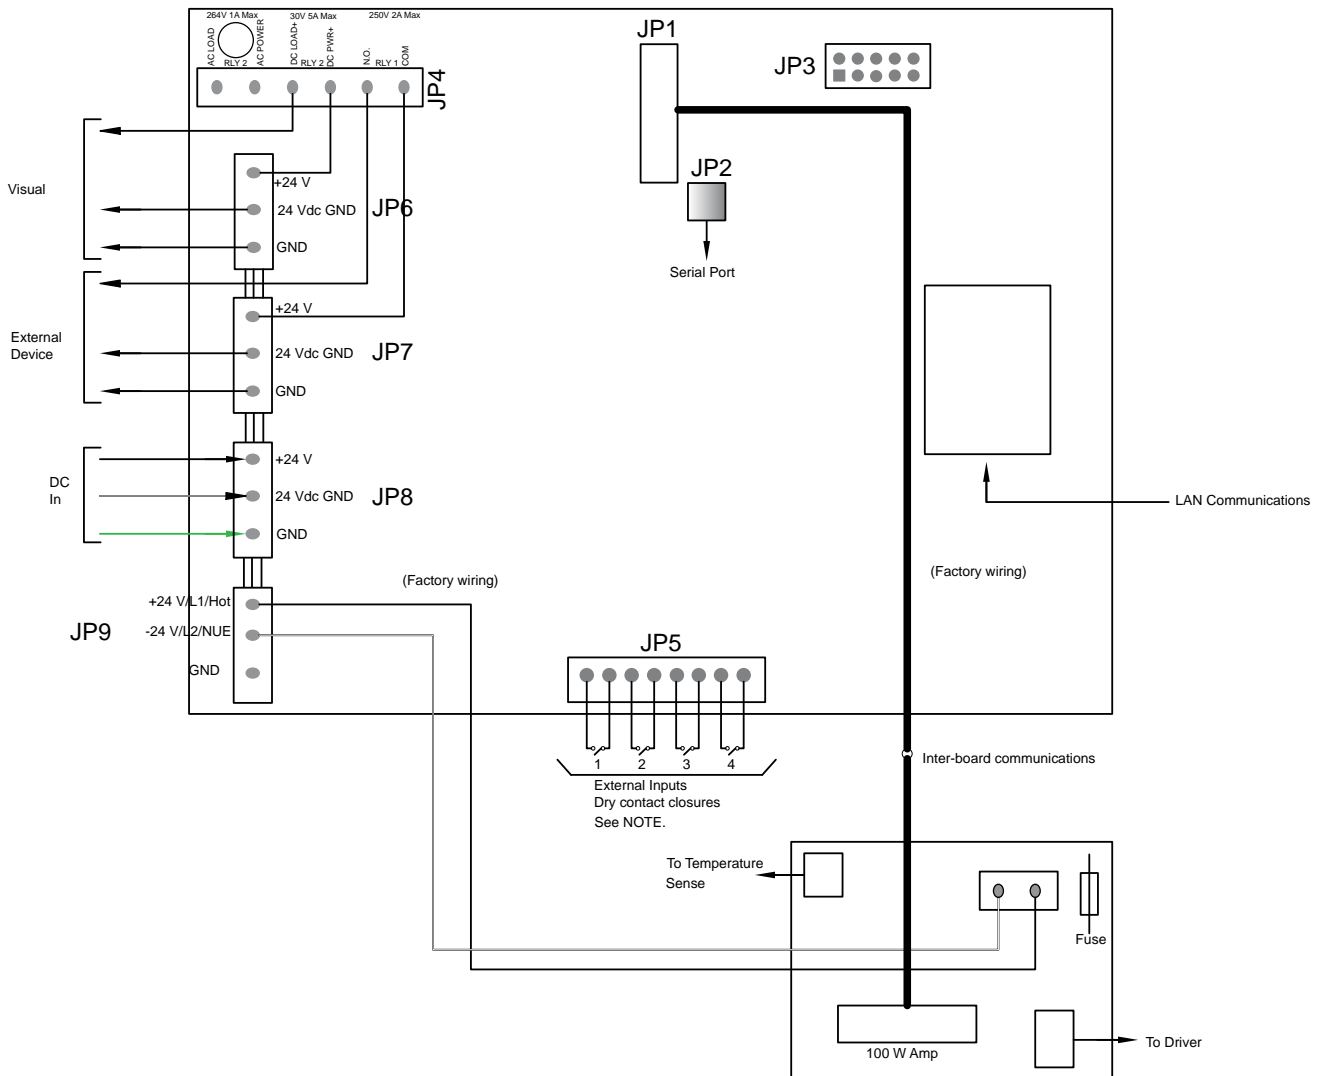 264V 1A Max
30V 5A Max
250V 2A Max
AC LOAD
AC POWER
DC LOAD+
DC PWR+
N.O.
COM
RLY 2
RLY 2
RLY 1
JP4
JP1
JP3
JP2
Serial Port
Visual
+24 V
24 Vdc GND
GND
JP6
External
Device
+24 V
24 Vdc GND
GND
JP7
DC
In
+24 V
24 Vdc GND
GND
JP8
LAN Communications
(Factory wiring)
(Factory wiring)
+24 V/L1/Hot
-24 V/L2/NUE
GND
JP9
JP5
1
2
3
4
External Inputs
Dry contact closures
See NOTE.
Inter-board communications
To Temperature
Sense
Fuse
100 W Amp
To Driver